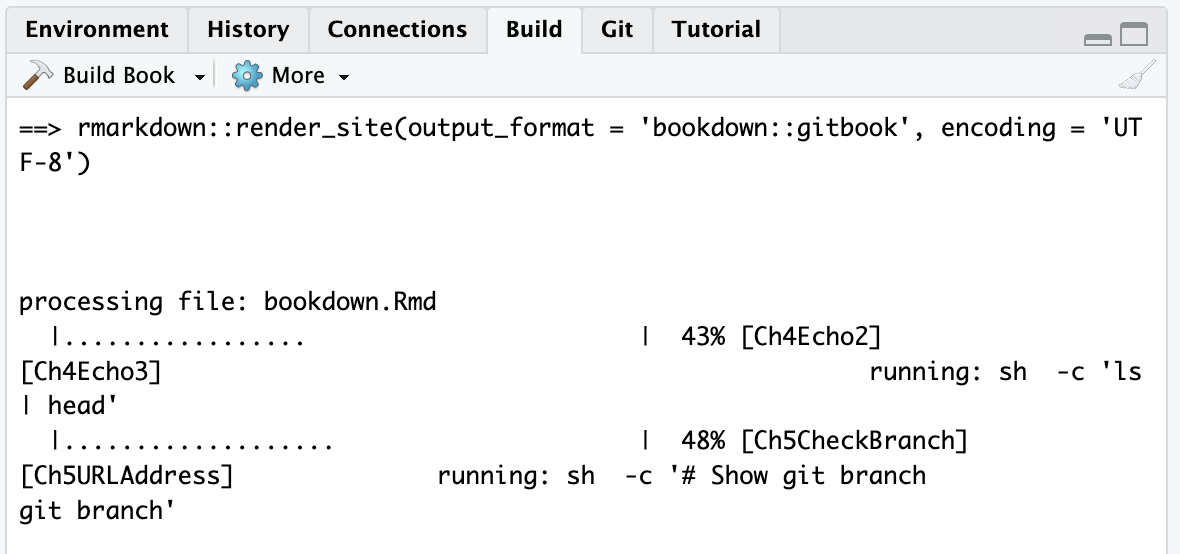 Environment History Connections Build Git Tutorial
Build Book More
==> rmarkdown::render_site(output_format = 'bookdown::gitbook', encoding = 'UT
F-8')
processing file: bookdown.Rmd
  |.................                       |  43% [Ch4Echo2]
[Ch4Echo3]                                                 running: sh  -c 'ls
| head'
  |...................                     |  48% [Ch5CheckBranch]
[Ch5URLAddress]              running: sh  -c '# Show git branch
git branch'